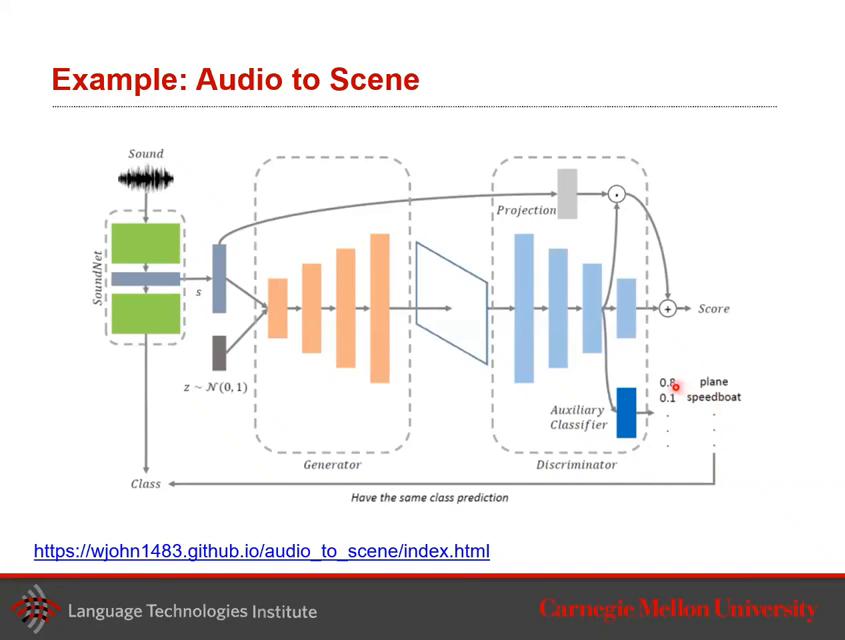 Example: Audio to Scene
Sound
SoundNet
s
z ~ N(0,1)
Generator
Projection
·
+
Score
Auxiliary
Classifier
Discriminator
0.8 plane
0.1 speedboat
. .
. .
. .
Class
Have the same class prediction
https://wjohn1483.github.io/audio_to_scene/index.html
Language Technologies Institute
Carnegie Mellon University